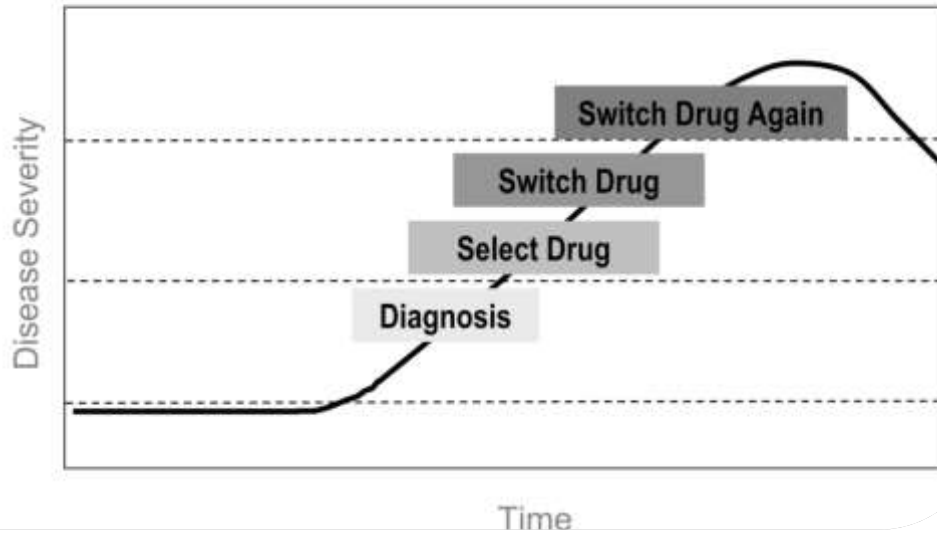 Switch Drug Again
Switch Drug
Select Drug
Diagnosis
Disease Severity
Time